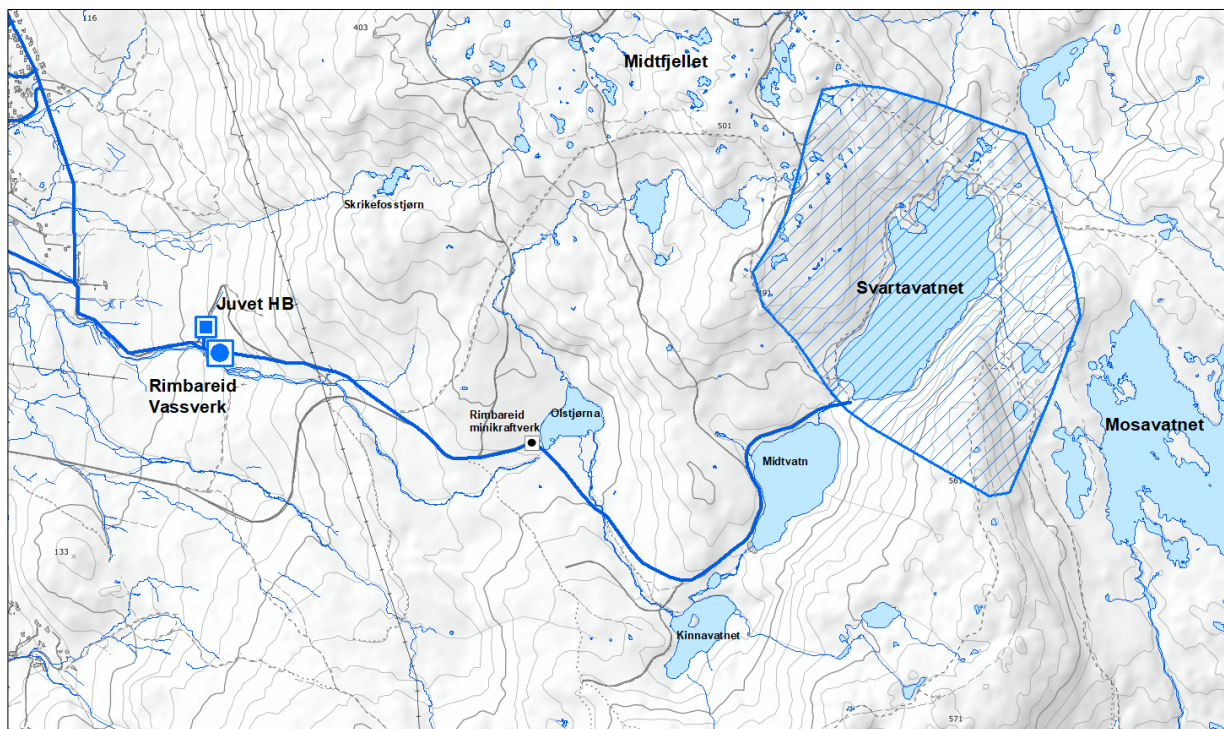 116
403
Midtfjellet
501
Skrikefosstjørn
Svartavatnet
491
Juvet HB
Rimbareid
Vassverk
Rimbareid
minikraftverk
Olstjørna
Mosavatnet
Midtvatn
561
133
Kinnavatnet
571